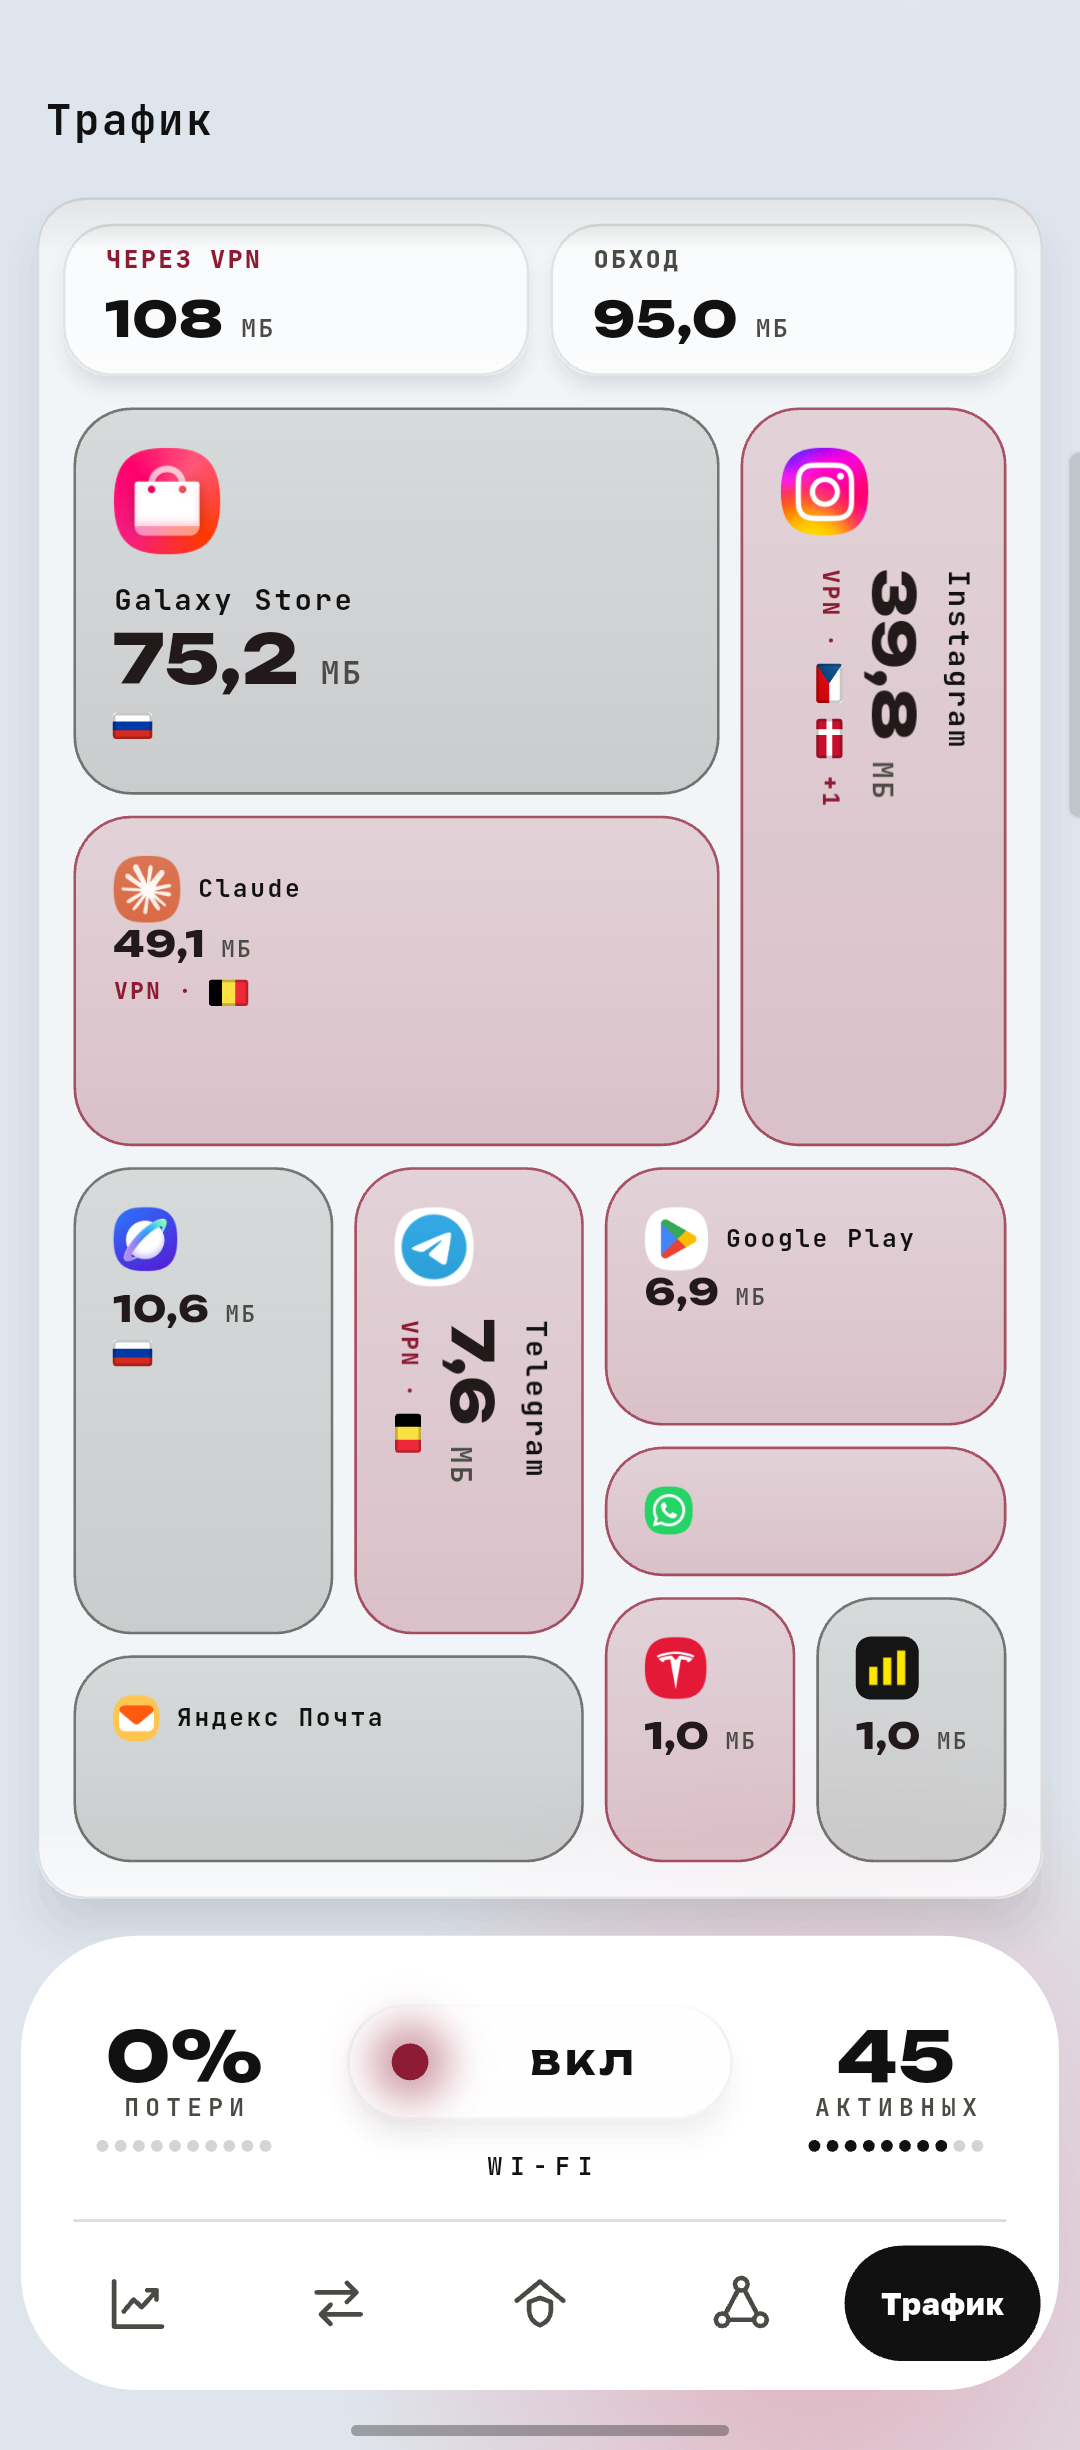 Трафик
ЧЕРЕЗ VPN
108 МБ
ОБХОД
95,0 МБ
Galaxy Store
75,2 МБ
Instagram
39,8 МБ
VPN · +1
Claude
49,1 МБ
VPN ·
10,6 МБ
Telegram
7,6 МБ
VPN ·
Google Play
6,9 МБ
Яндекс Почта
1,0 МБ
1,0 МБ
0%
ПОТЕРИ
ВКЛ
WI-FI
45
АКТИВНЫХ
Трафик